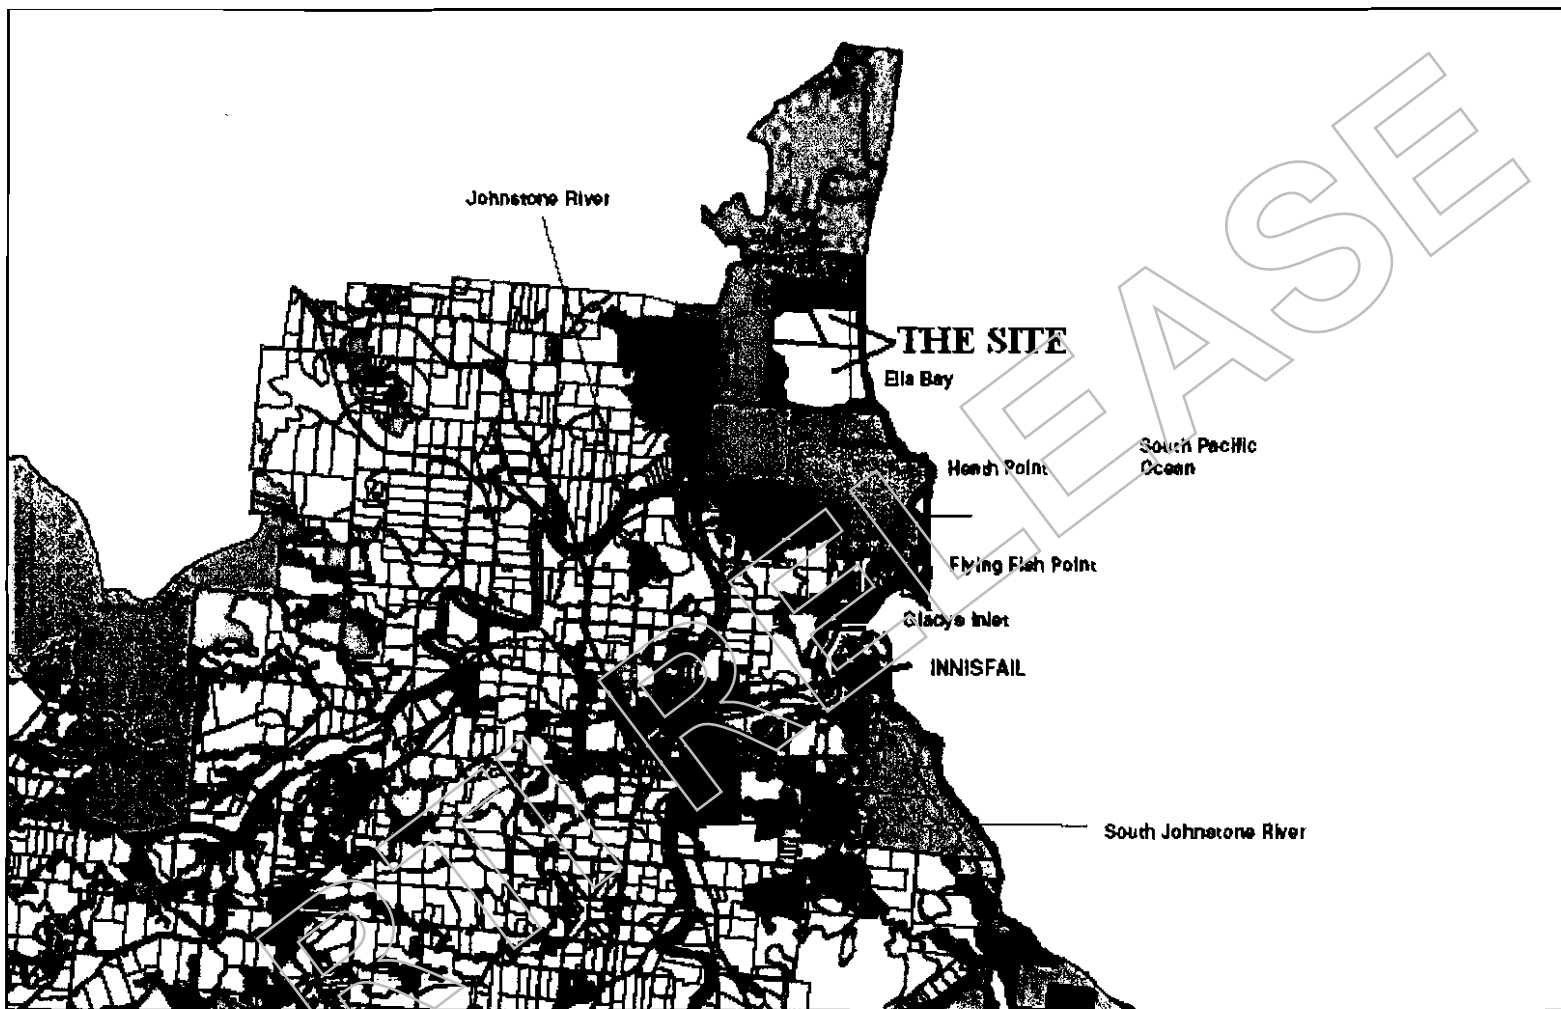 Johnstone River
THE SITE
Ella Bay
South Pacific
Ocean
Heath Point
Flying Fish Point
Gladys Inlet
INNISFAIL
South Johnstone River
RTI RELEASE